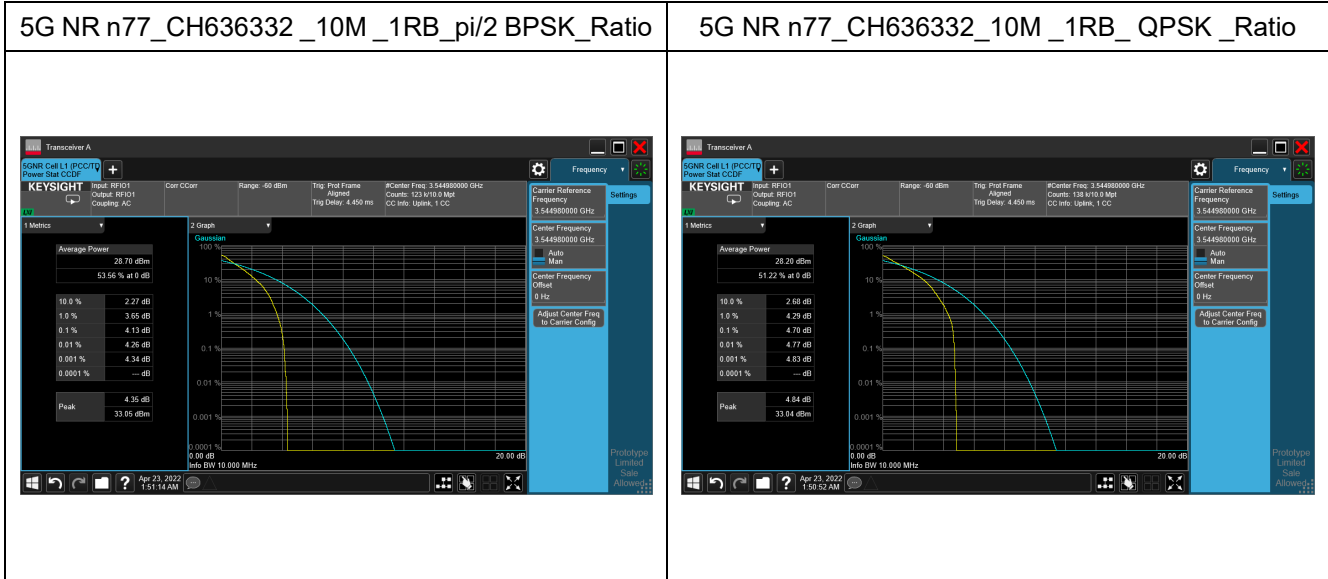 5G NR n77_CH636332 _10M _1RB_pi/2 BPSK_Ratio
Transceiver A
5GNR Cell L1 (PCC/TD
Power Stat CCDF
Frequency
KEYSIGHT
Input: RFIO1
Output: RFIO1
Coupling: AC
Corr CCorr
Range: -60 dBm
Trig: Prot Frame
Aligned
Trig Delay: 4.450 ms
#Center Freq: 3.544980000 GHz
Counts: 123 k/10.0 Mpt
CC Info: Uplink, 1 CC
1 Metrics
Average Power
28.70 dBm
53.56 % at 0 dB
10.0 % 2.27 dB
1.0 % 3.65 dB
0.1 % 4.13 dB
0.01 % 4.26 dB
0.001 % 4.34 dB
0.0001 % --- dB
Peak
4.35 dB
33.05 dBm
2 Graph
Gaussian
100 %
10 %
1 %
0.1 %
0.01 %
0.001 %
0.0001 %
0.00 dB 20.00 dB
Info BW 10.000 MHz
Carrier Reference
Frequency
3.544980000 GHz
Center Frequency
3.544980000 GHz
Auto
Man
Center Frequency
Offset
0 Hz
Adjust Center Freq
to Carrier Config
Settings
Prototype
Limited
Sale
Allowed
Apr 23, 2022
1:51:14 AM
5G NR n77_CH636332_10M _1RB_ QPSK _Ratio
Transceiver A
5GNR Cell L1 (PCC/TD
Power Stat CCDF
Frequency
KEYSIGHT
Input: RFIO1
Output: RFIO1
Coupling: AC
Corr CCorr
Range: -60 dBm
Trig: Prot Frame
Aligned
Trig Delay: 4.450 ms
#Center Freq: 3.544980000 GHz
Counts: 138 k/10.0 Mpt
CC Info: Uplink, 1 CC
1 Metrics
Average Power
28.20 dBm
51.22 % at 0 dB
10.0 % 2.68 dB
1.0 % 4.29 dB
0.1 % 4.70 dB
0.01 % 4.77 dB
0.001 % 4.83 dB
0.0001 % --- dB
Peak
4.84 dB
33.04 dBm
2 Graph
Gaussian
100 %
10 %
1 %
0.1 %
0.01 %
0.001 %
0.0001 %
0.00 dB 20.00 dB
Info BW 10.000 MHz
Carrier Reference
Frequency
3.544980000 GHz
Center Frequency
3.544980000 GHz
Auto
Man
Center Frequency
Offset
0 Hz
Adjust Center Freq
to Carrier Config
Settings
Prototype
Limited
Sale
Allowed
Apr 23, 2022
1:50:52 AM